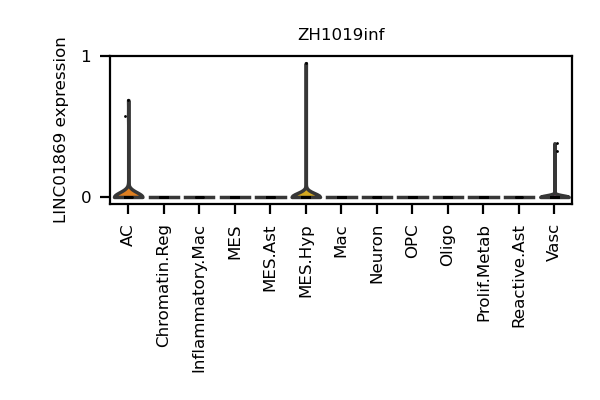 ZH1019inf
LINC01869 expression
1
0
AC
Chromatin.Reg
Inflammatory.Mac
MES
MES.Ast
MES.Hyp
Mac
Neuron
OPC
Oligo
Prolif.Metab
Reactive.Ast
Vasc